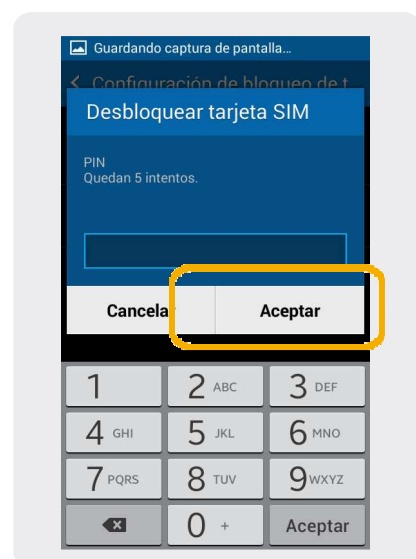 Guardando captura de pantalla...
Configuración de bloqueo de t
Desbloquear tarjeta SIM
PIN
Quedan 5 intentos.
Cancela Aceptar
1 2 ABC 3 DEF
4 GHI 5 JKL 6 MNO
7 PQRS 8 TUV 9 WXYZ
0 + Aceptar